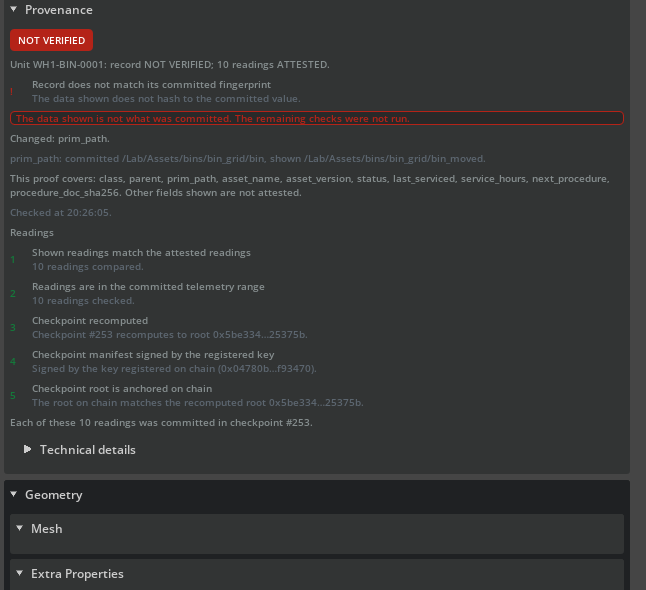 Provenance
NOT VERIFIED
Unit WH1-BIN-0001: record NOT VERIFIED; 10 readings ATTESTED.
! Record does not match its committed fingerprint
The data shown does not hash to the committed value.
The data shown is not what was committed. The remaining checks were not run.
Changed: prim_path.
prim_path: committed /Lab/Assets/bins/bin_grid/bin, shown /Lab/Assets/bins/bin_grid/bin_moved.
This proof covers: class, parent, prim_path, asset_name, asset_version, status, last_serviced, service_hours, next_procedure,
procedure_doc_sha256. Other fields shown are not attested.
Checked at 20:26:05.
Readings
1 Shown readings match the attested readings
10 readings compared.
2 Readings are in the committed telemetry range
10 readings checked.
3 Checkpoint recomputed
Checkpoint #253 recomputes to root 0x5be334...25375b.
4 Checkpoint manifest signed by the registered key
Signed by the key registered on chain (0x04780b...f93470).
5 Checkpoint root is anchored on chain
The root on chain matches the recomputed root 0x5be334...25375b.
Each of these 10 readings was committed in checkpoint #253.
Technical details
Geometry
Mesh
Extra Properties